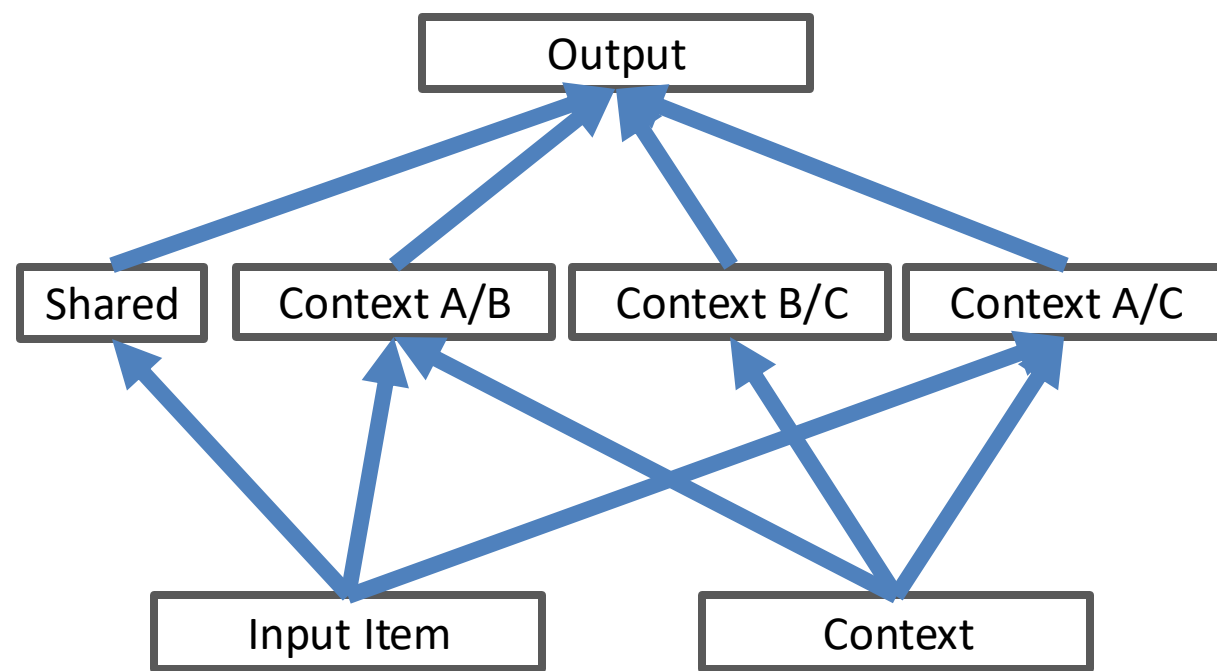 Output
Shared
Context A/B
Context B/C
Context A/C
Input Item
Context